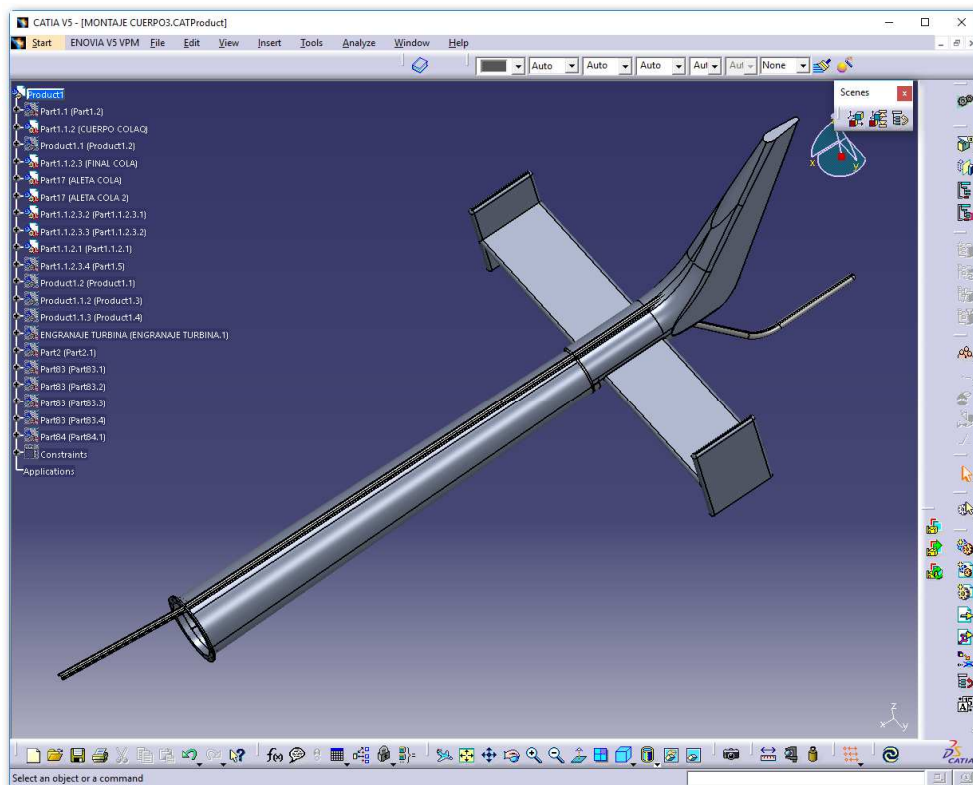 CATIA V5 - [MONTAJE CUERPO3.CATProduct]
Start ENOVIA V5 VPM File Edit View Insert Tools Analyze Window Help
Auto Auto Auto Aut Aut None
Scenes
Product1
Part1.1 (Part1.2)
Part1.1.2 (CUERPO COLAO)
Product1.1 (Product1.2)
Part1.1.2.3 (FINAL COLA)
Part17 (ALETA COLA)
Part17 (ALETA COLA 2)
Part1.1.2.3.2 (Part1.1.2.3.1)
Part1.1.2.3.3 (Part1.1.2.3.2)
Part1.1.2.1 (Part1.1.2.1)
Part1.1.2.3.4 (Part1.5)
Product1.2 (Product1.1)
Product1.1.2 (Product1.3)
Product1.1.3 (Product1.4)
ENGRANAJE TURBINA (ENGRANAJE TURBINA.1)
Part2 (Part2.1)
Part83 (Part83.1)
Part83 (Part83.2)
Part83 (Part83.3)
Part83 (Part83.4)
Part84 (Part84.1)
Constraints
Applications
x y
z
x y
f(x)
CATIA
Select an object or a command